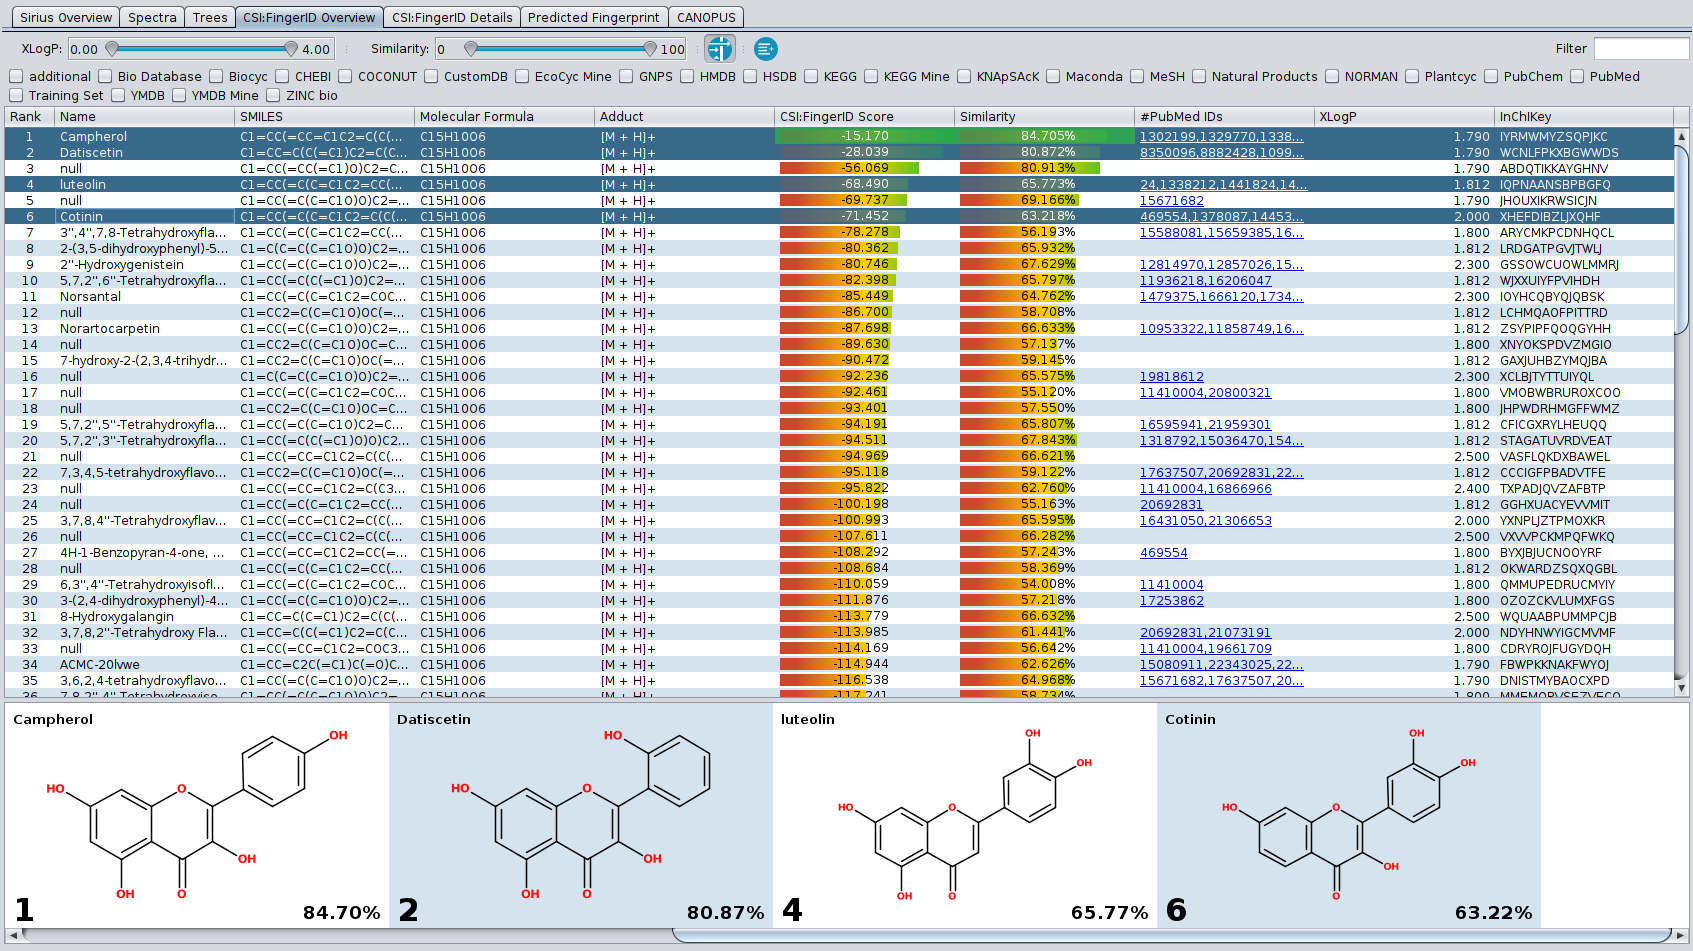 Sirius Overview Spectra Trees CSI:FingerID Overview CSI:FingerID Details Predicted Fingerprint CANOPUS
XLogP: 0.00 4.00 Similarity: 0 100 Filter
additional Bio Database Biocyc CHEBI COCONUT CustomDB EcoCyc Mine GNPS HMDB HSDB KEGG KEGG Mine KNApSAcK Maconda MeSH Natural Products NORMAN Plantcyc PubChem PubMed
Training Set YMDB YMDB Mine ZINC bio
Rank Name SMILES Molecular Formula Adduct CSI:FingerID Score Similarity #PubMed IDs XLogP InChIKey
1 Campherol C1=CC(=CC=C1C2=C(C(... C15H10O6 [M + H]+ -15.170 84.705% 1302199,1329770,1338... 1.790 IYRMWMYZSQPJKC
2 Datiscetin C1=CC=C(C(=C1)C2=C(C... C15H10O6 [M + H]+ -28.039 80.872% 8350096,8882428,1099... 1.790 WCNLFPKXBGWWDS
3 null C1=CC(=CC(=C1)O)C2=C... C15H10O6 [M + H]+ -56.069 80.913% 1.790 ABDQTIKKAYGHNV
4 luteolin C1=CC(=C(C=C1C2=CC(... C15H10O6 [M + H]+ -68.490 65.773% 24,1338212,1441824,14... 1.812 IQPNAANSBPBGFQ
5 null C1=CC(=C(C=C1O)O)C2=... C15H10O6 [M + H]+ -69.737 69.166% 15671682 1.790 JHOUXIKRWSICJN
6 Cotinin C1=CC(=C(C=C1C2=C(C(... C15H10O6 [M + H]+ -71.452 63.218% 469554,1378087,14453... 2.000 XHEFDIBZLJXQHF
7 3",4",7,8-Tetrahydroxyfla... C1=CC(=C(C=C1C2=CC(... C15H10O6 [M + H]+ -78.278 56.193% 15588081,15659385,16... 1.800 ARYCMKPCDNHQCL
8 2-(3,5-dihydroxyphenyl)-5... C1=C(C=C(C=C1O)O)C2=... C15H10O6 [M + H]+ -80.362 65.932% 1.812 LRDGATPGVJTWLJ
9 2"-Hydroxygenistein C1=CC(=C(C=C1O)O)C2=... C15H10O6 [M + H]+ -80.746 67.629% 12814970,12857026,15... 2.300 GSSOWCUOWLMMRJ
10 5,7,2",6"-Tetrahydroxyfla... C1=CC(=C(C(=C1)O)C2=... C15H10O6 [M + H]+ -82.398 65.797% 11936218,16206047 1.812 WJXXUIYFPVIHDH
11 Norsantal C1=CC(=C(C=C1C2=COC... C15H10O6 [M + H]+ -85.449 64.762% 1479375,1666120,1734... 2.300 IOYHCQBYQJQBSK
12 null C1=CC2=C(C=C1O)OC(=... C15H10O6 [M + H]+ -86.700 58.708% 1.812 LCHMQAOFPITTRD
13 Norartocarpetin C1=CC(=C(C=C1O)O)C2=... C15H10O6 [M + H]+ -87.698 66.633% 10953322,11858749,16... 1.812 ZSYPIPFQOQGYHH
14 null C1=CC2=C(C=C1O)OC=C... C15H10O6 [M + H]+ -89.630 57.137% 1.800 XNYOKSPDVZMGIO
15 7-hydroxy-2-(2,3,4-trihydr... C1=CC2=C(C=C1O)OC(=... C15H10O6 [M + H]+ -90.472 59.145% 1.812 GAXJUHBZYMQJBA
16 null C1=C(C=C(C=C1O)O)C2=... C15H10O6 [M + H]+ -92.236 65.575% 19818612 2.300 XCLBJTYTTUIYQL
17 null C1=CC(=C(C=C1C2=COC... C15H10O6 [M + H]+ -92.461 55.120% 11410004,20800321 1.800 VMOBWBRUROXCOO
18 null C1=CC2=C(C=C1O)OC=C... C15H10O6 [M + H]+ -93.401 57.550% 1.800 JHPWDRHMGFFWMZ
19 5,7,2",5"-Tetrahydroxyfla... C1=CC(=C(C=C1O)C2=C... C15H10O6 [M + H]+ -94.191 65.807% 16595941,21959301 1.812 CFICGXRYLHEUQQ
20 5,7,2",3"-Tetrahydroxyfla... C1=CC(=C(C(=C1)O)O)C2... C15H10O6 [M + H]+ -94.511 67.843% 1318792,15036470,154... 1.812 STAGATUVRDVEAT
21 null C1=CC(=CC=C1C2=C(C(... C15H10O6 [M + H]+ -94.969 66.621% 2.500 VASFLQKDXBAWEL
22 7,3,4,5-tetrahydroxyflavo... C1=CC2=C(C=C1O)OC(=... C15H10O6 [M + H]+ -95.118 59.122% 17637507,20692831,22... 1.812 CCCIGFPBADVTFE
23 null C1=CC(=CC=C1C2=C(C3... C15H10O6 [M + H]+ -95.822 62.760% 11410004,16866966 2.400 TXPADJQVZAFBTP
24 null C1=CC(=CC=C1C2=CC(... C15H10O6 [M + H]+ -100.198 55.163% 20692831 1.812 GGHXUACYEVVMIT
25 3,7,8,4"-Tetrahydroxyflav... C1=CC(=CC=C1C2=C(C(... C15H10O6 [M + H]+ -100.993 65.595% 16431050,21306653 2.000 YXNPLJZTPMOXKR
26 null C1=CC(=CC=C1C2=C(C(... C15H10O6 [M + H]+ -107.611 66.282% 2.500 VXVVPCKMPQFWKQ
27 4H-1-Benzopyran-4-one, ... C1=CC(=CC=C1C2=CC(=... C15H10O6 [M + H]+ -108.292 57.243% 469554 1.800 BYXJBJUCNOOYRF
28 null C1=CC(=C(C=C1C2=CC(... C15H10O6 [M + H]+ -108.684 58.369% 1.812 OKWARDZSQXQGBL
29 6,3",4"-Tetrahydroxyisofl... C1=CC(=C(C=C1C2=COC... C15H10O6 [M + H]+ -110.059 54.008% 11410004 1.800 QMMUPEDRUCMYIY
30 3-(2,4-dihydroxyphenyl)-4... C1=CC(=C(C=C1O)O)C2=... C15H10O6 [M + H]+ -111.876 57.218% 17253862 1.800 OZOZCKVLUMXFGS
31 8-Hydroxygalangin C1=CC=C(C=C1)C2=C(C(... C15H10O6 [M + H]+ -113.779 66.632% 2.500 WQUAABPUMMPCJB
32 3,7,8,2"-Tetrahydroxy Fla... C1=CC=C(C(=C1)C2=C(C... C15H10O6 [M + H]+ -113.985 61.441% 20692831,21073191 2.000 NDYHNWYIGCMVMF
33 null C1=CC(=CC=C1C2=COC3... C15H10O6 [M + H]+ -114.169 56.642% 11410004,19661709 1.800 CDRYROJFUGYDQH
34 ACMC-20lvwe C1=CC=C2C(=C1)C(=O)C... C15H10O6 [M + H]+ -114.944 62.626% 15080911,22343025,22... 1.790 FBWPKKNAKFWYOJ
35 3,6,2,4-tetrahydroxyflavo... C1=CC(=C(C=C1O)O)C2=... C15H10O6 [M + H]+ -116.538 64.968% 15671682,17637507,20... 1.790 DNISTMYBAOCXPD
Campherol Datiscetin luteolin Cotinin
OH HO OH OH
HO HO OH OH
O O HO HO
O O
OH OH OH
OH O OH O OH O O
1 84.70% 2 80.87% 4 65.77% 6 63.22%